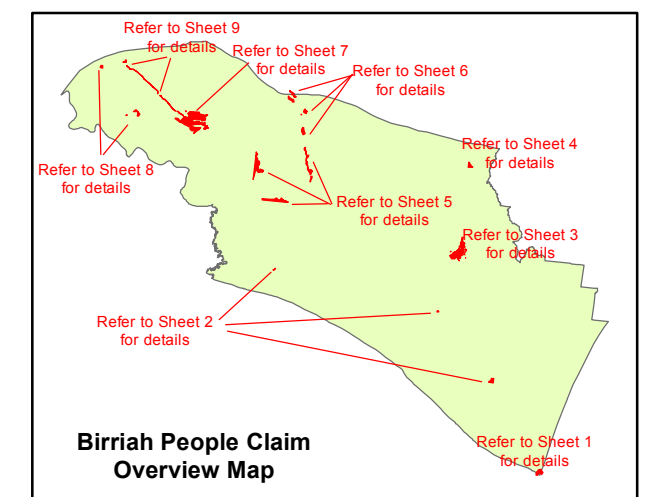 Refer to Sheet 9
for details
Refer to Sheet 7
for details
Refer to Sheet 6
for details
Refer to Sheet 4
for details
Refer to Sheet 8
for details
Refer to Sheet 5
for details
Refer to Sheet 3
for details
Refer to Sheet 2
for details
Birriah People Claim
Overview Map
Refer to Sheet 1
for details